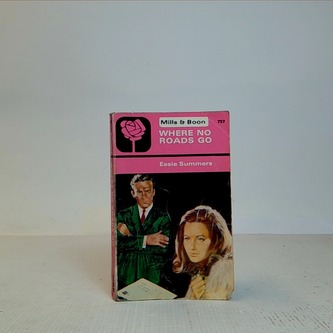 Mills & Boon
757
WHERE NO
ROADS GO
Essie Summers